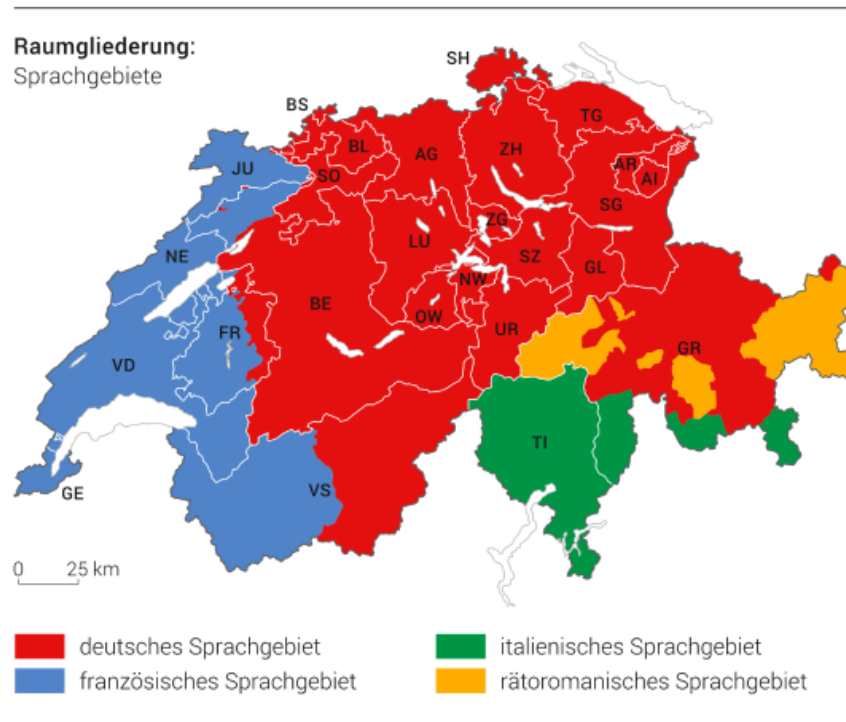 Raumgliederung:
Sprachgebiete
SH
BS
TG
BL
AG
ZH
AR
JU
SO
AI
SG
ZG
LU
NE
SZ
GL
NW
BE
OW
FR
UR
GR
VD
TI
VS
GE
0 25 km
deutsches Sprachgebiet
italienisches Sprachgebiet
französisches Sprachgebiet
rätoromanisches Sprachgebiet